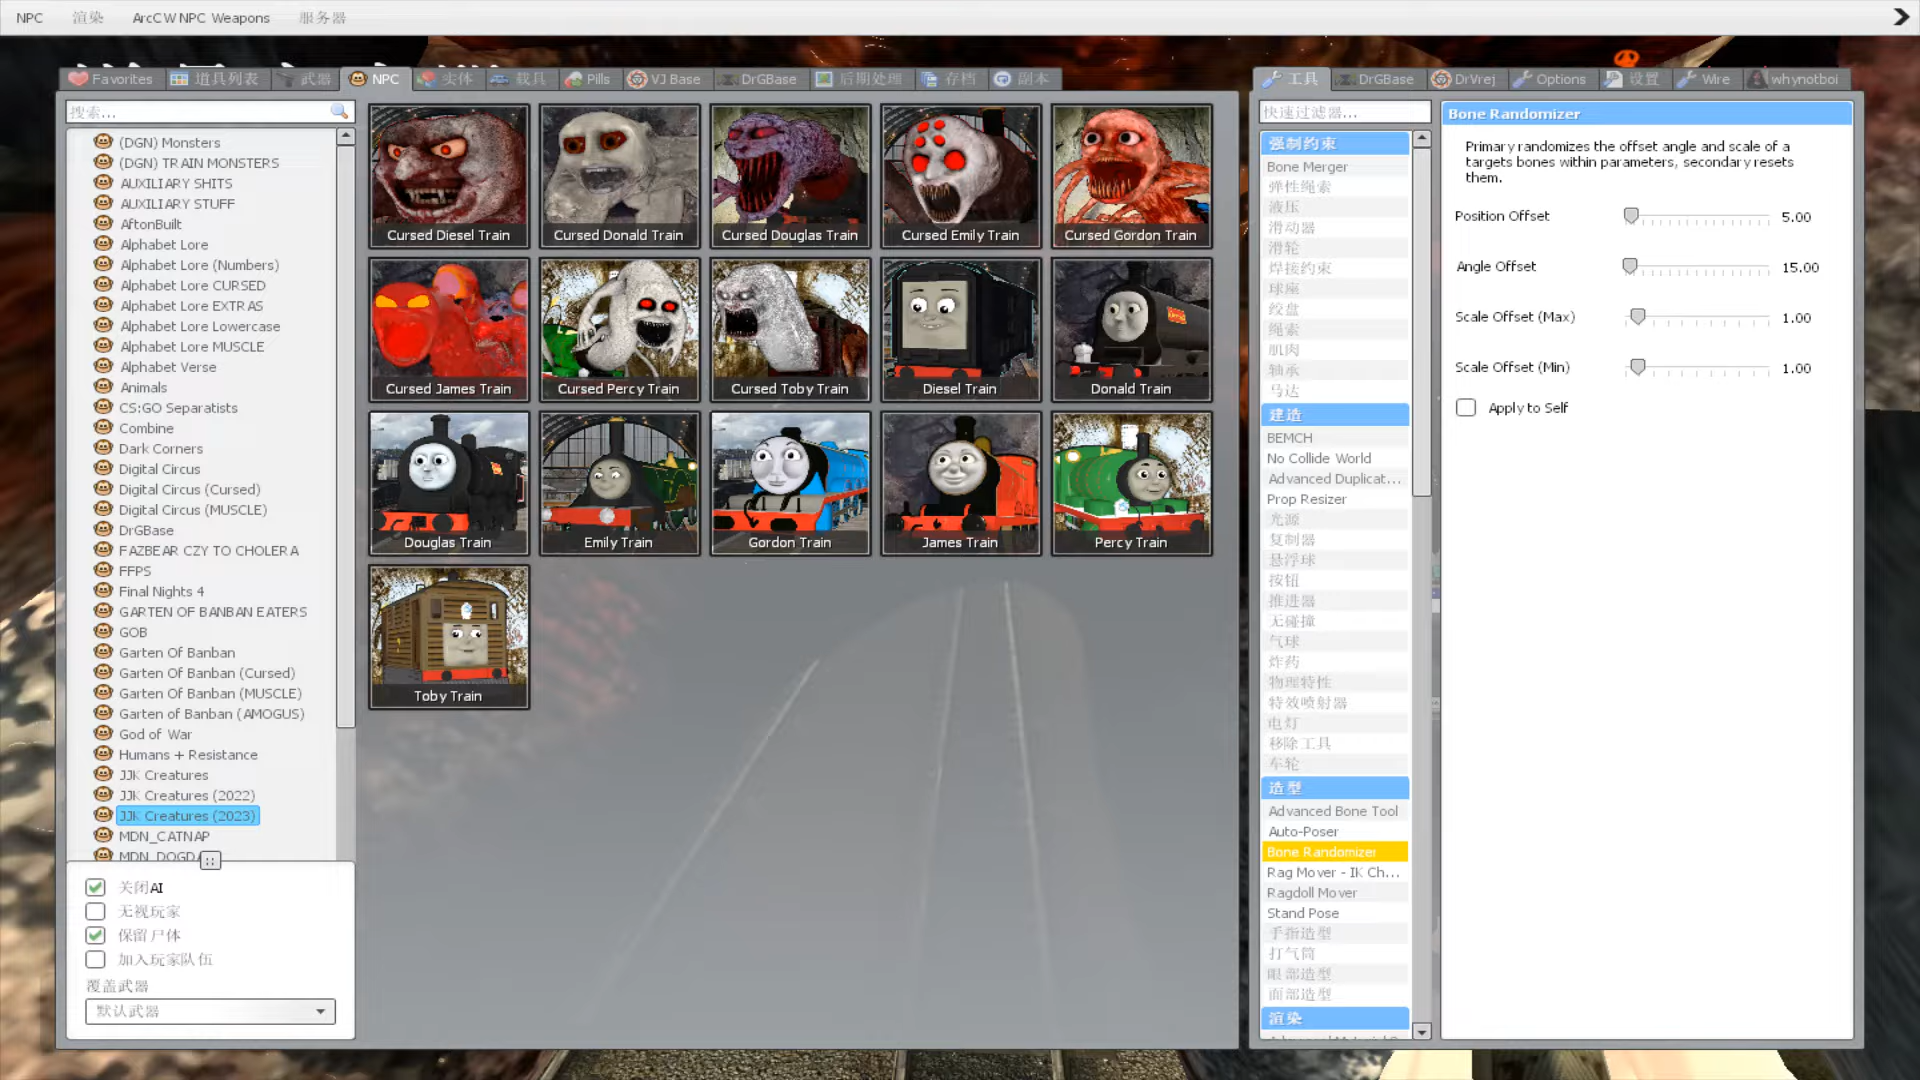 NPC 渲染 ArcCW NPC Weapons 服务器
Favorites 道具列表 武器 NPC 实体 载具 Pills VJ Base DrGBase 后期处理 存档 副本
搜索...
(DGN) Monsters
(DGN) TRAIN MONSTERS
AUXILIARY SHITS
AUXILIARY STUFF
AftonBuilt
Alphabet Lore
Alphabet Lore (Numbers)
Alphabet Lore CURSED
Alphabet Lore EXTRAS
Alphabet Lore Lowercase
Alphabet Lore MUSCLE
Alphabet Verse
Animals
CS:GO Separatists
Combine
Dark Corners
Digital Circus
Digital Circus (Cursed)
Digital Circus (MUSCLE)
DrGBase
FAZBEAR CZY TO CHOLERA
FFPS
Final Nights 4
GARTEN OF BANBAN EATERS
GOB
Garten Of Banban
Garten Of Banban (Cursed)
Garten Of Banban (MUSCLE)
Garten of Banban (AMOGUS)
God of War
Humans + Resistance
JJK Creatures
JJK Creatures (2022)
JJK Creatures (2023)
MDN_CATNAP
关闭AI
无视玩家
保留尸体
加入玩家队伍
覆盖武器
默认武器
Cursed Diesel Train
Cursed Donald Train
Cursed Douglas Train
Cursed Emily Train
Cursed Gordon Train
Cursed James Train
Cursed Percy Train
Cursed Toby Train
Diesel Train
Donald Train
Douglas Train
Emily Train
Gordon Train
James Train
Percy Train
Toby Train
工具 DrGBase DrVrej Options 设置 Wire whynotboi
快速过滤器...
强制约束
Bone Merger
弹性绳索
液压
滑动器
滑轮
焊接约束
球座
绞盘
绳索
肌肉
轴承
马达
建造
BEMCH
No Collide World
Advanced Duplicat...
Prop Resizer
光源
复制器
悬浮球
按钮
推进器
无碰撞
气球
炸药
物理特性
特效喷射器
电灯
移除工具
车轮
造型
Advanced Bone Tool
Auto-Poser
Bone Randomizer
Rag Mover - IK Ch...
Ragdoll Mover
Stand Pose
手指造型
打气筒
眼部造型
面部造型
渲染
Bone Randomizer
Primary randomizes the offset angle and scale of a
targets bones within parameters, secondary resets
them.
Position Offset 5.00
Angle Offset 15.00
Scale Offset (Max) 1.00
Scale Offset (Min) 1.00
Apply to Self